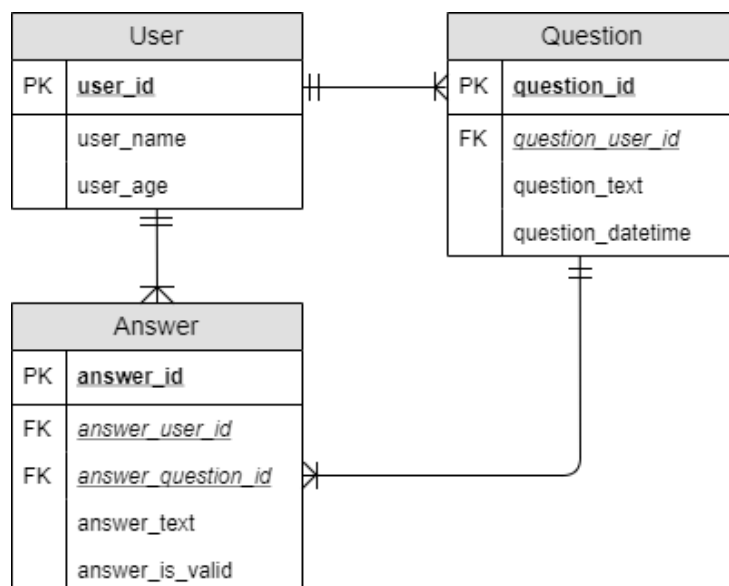 User
PK user_id
user_name
user_age
Question
PK question_id
FK question_user_id
question_text
question_datetime
Answer
PK answer_id
FK answer_user_id
FK answer_question_id
answer_text
answer_is_valid